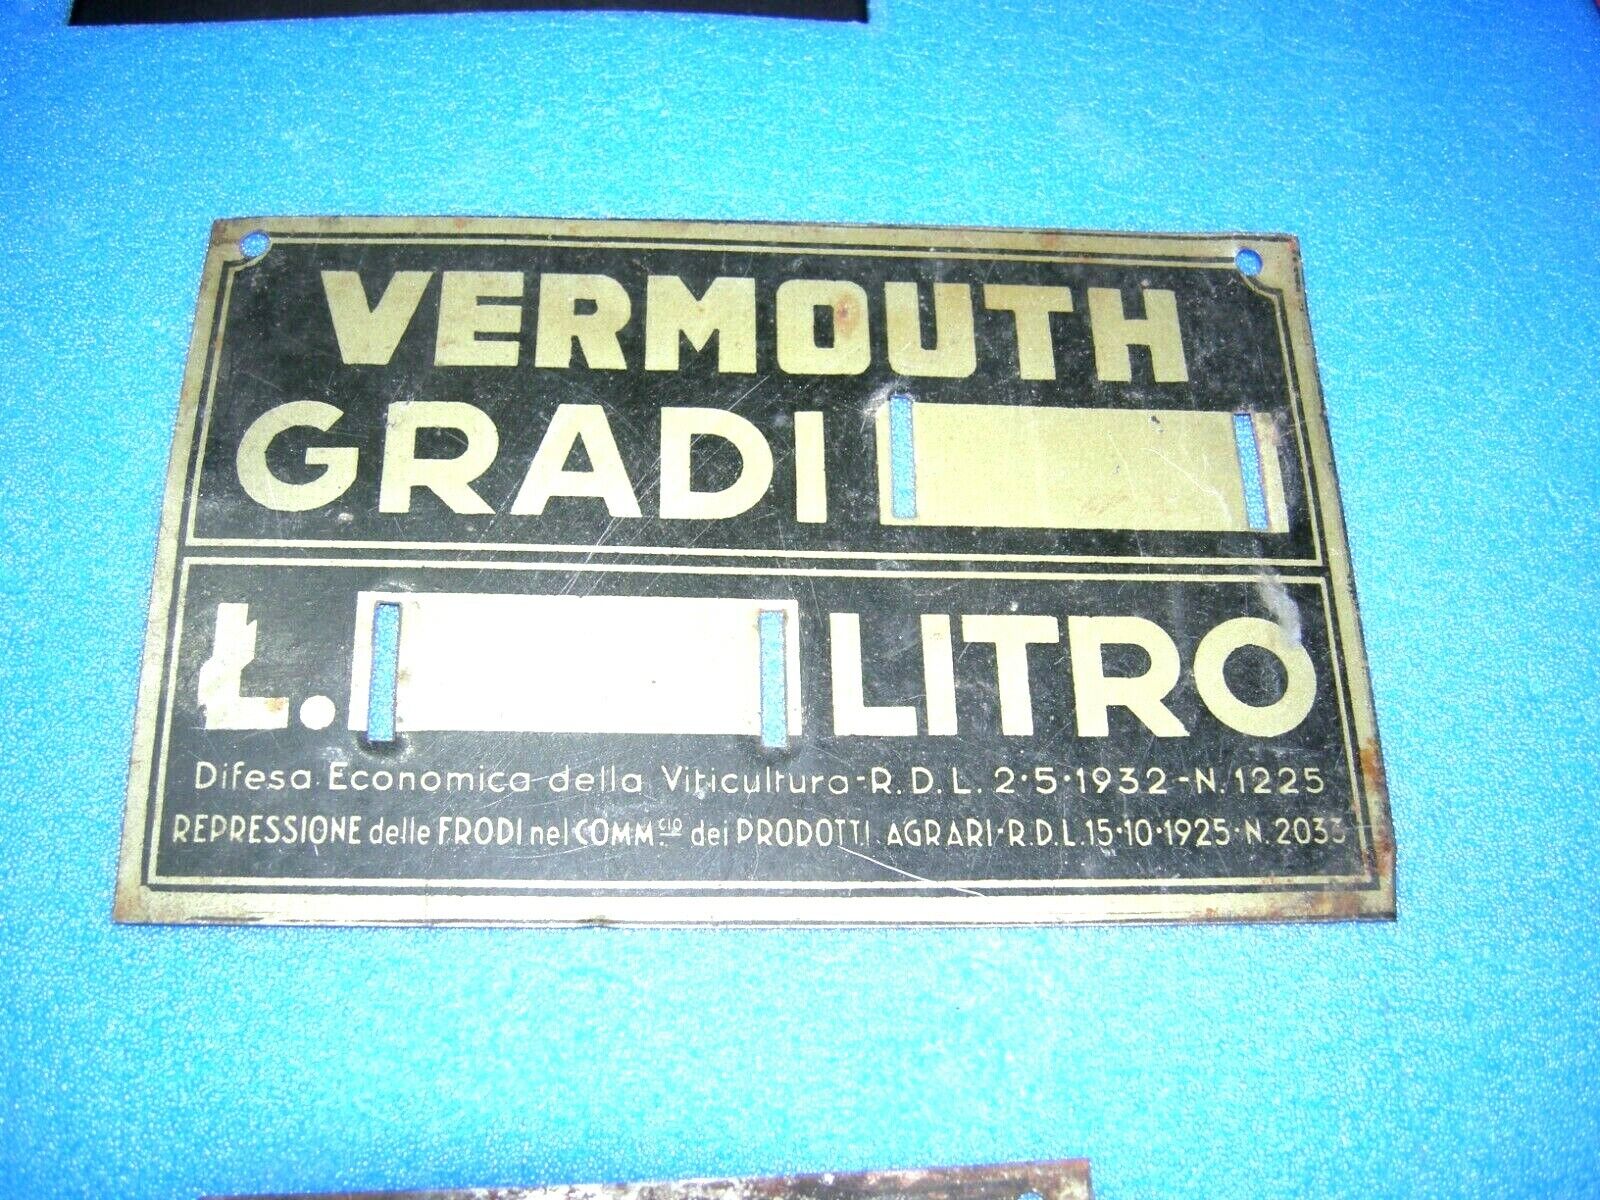 VERMOUTH
GRADI
L. LITRO
Difesa Economica della Viticultura - R.D.L. 2·5·1932 - N. 1225
REPRESSIONE delle FRODI nel COMM.CIO dei PRODOTTI AGRARI - R.D.L. 15·10·1925 - N. 2033